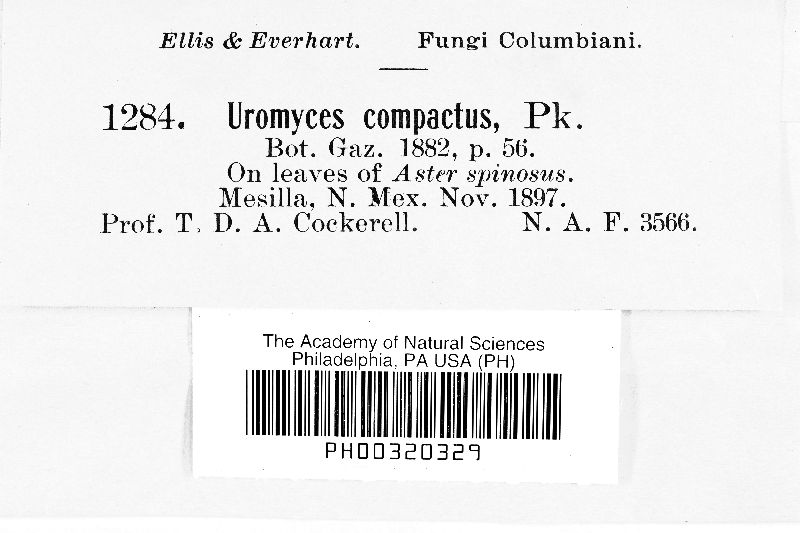 Ellis & Everhart. Fungi Columbiani.
1284. Uromyces compactus, Pk.
Bot. Gaz. 1882, p. 56.
On leaves of Aster spinosus.
Mesilla, N. Mex. Nov. 1897.
Prof. T. D. A. Cockerell. N. A. F. 3566.
The Academy of Natural Sciences
Philadelphia, PA USA (PH)
PH00320329